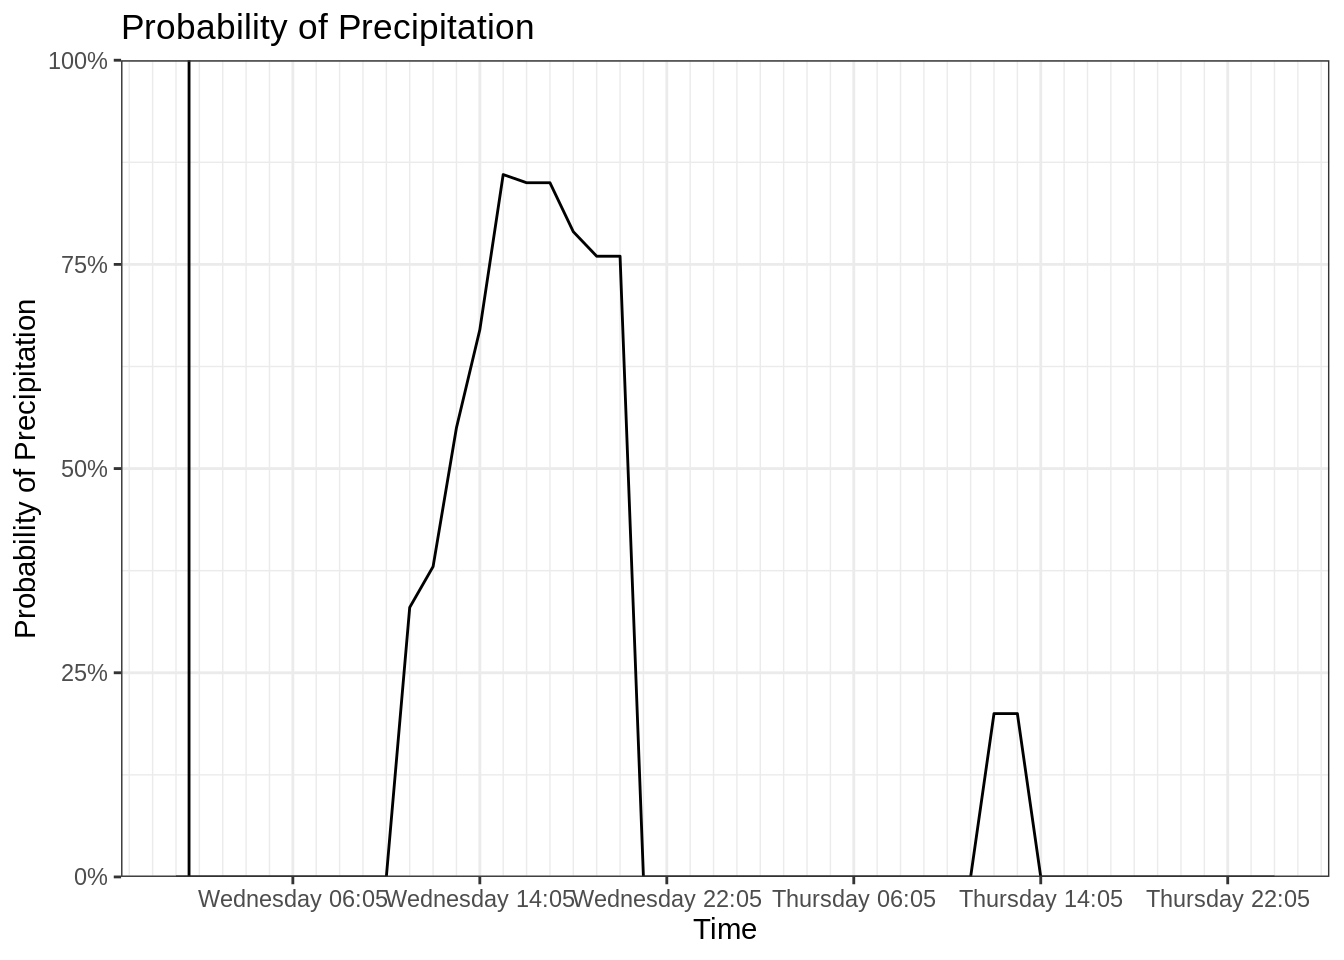 Probability of Precipitation
100%
75%
50%
25%
0%
Probability of Precipitation
Wednesday 06:05
Wednesday 14:05
Wednesday 22:05
Thursday 06:05
Thursday 14:05
Thursday 22:05
Time